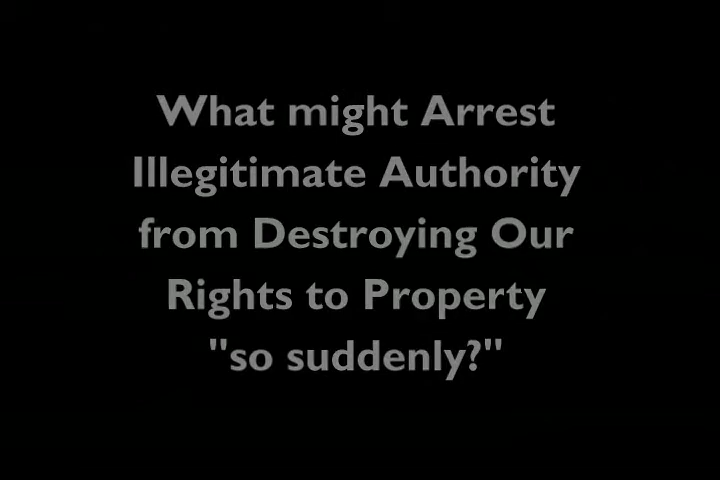 What might Arrest
Illegitimate Authority
from Destroying Our
Rights to Property
"so suddenly?"